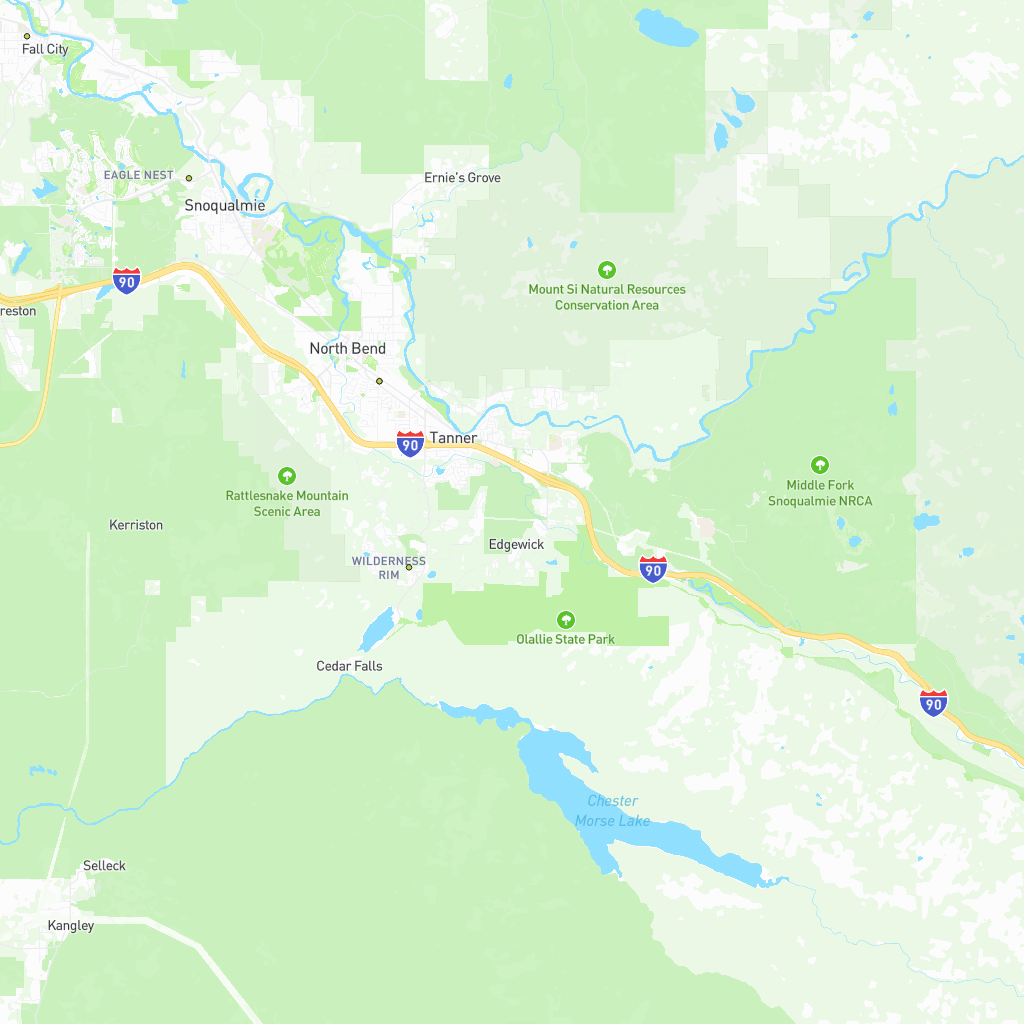 Fall City
EAGLE NEST
Ernie's Grove
Snoqualmie
90
Mount Si Natural Resources
Conservation Area
reston
North Bend
Tanner
90
Middle Fork
Snoqualmie NRCA
Rattlesnake Mountain
Scenic Area
Kerriston
Edgewick
WILDERNESS
RIM
90
Olallie State Park
Cedar Falls
90
Chester
Morse Lake
Selleck
Kangley